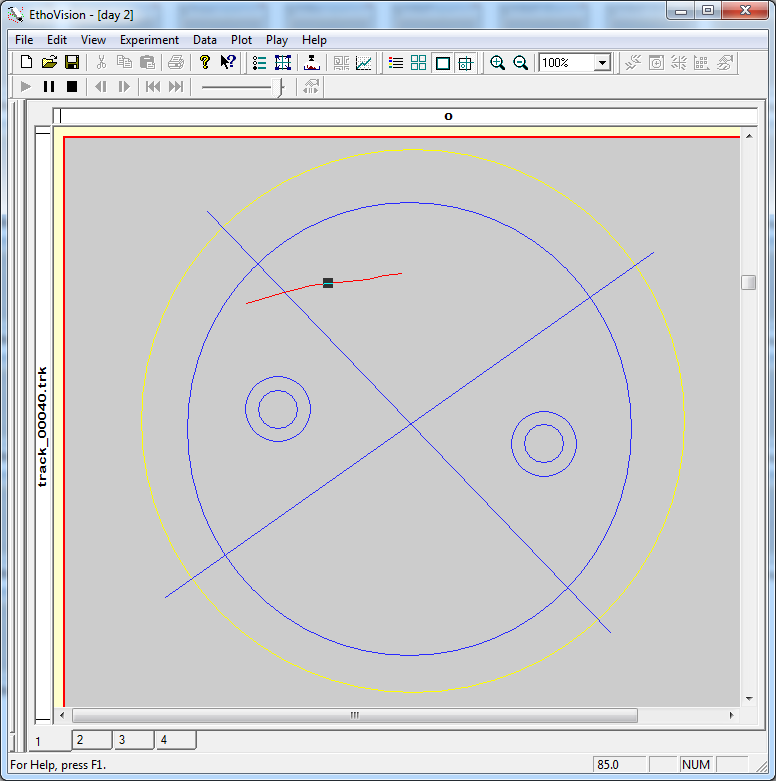 EthoVision - [day 2]
File Edit View Experiment Data Plot Play Help
100%
o
track_00040.trk
1 2 3 4
For Help, press F1.
85.0
NUM